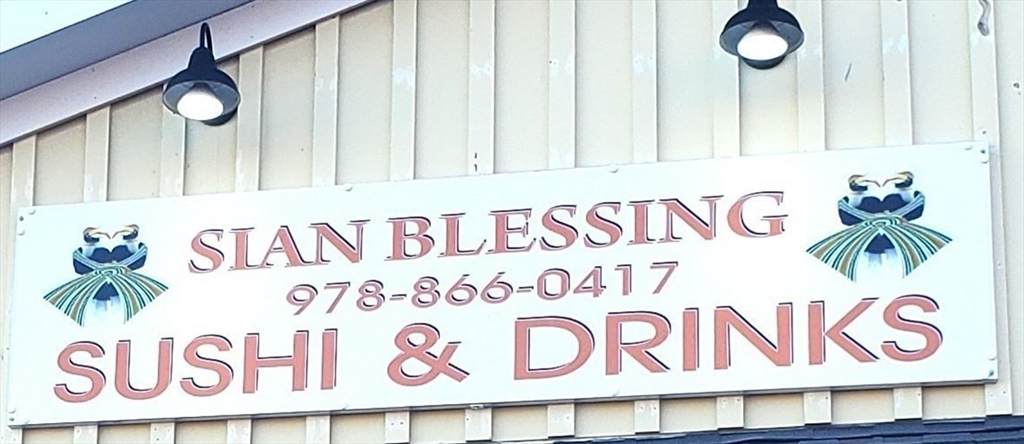 SIAN BLESSING
978-866-0417
SUSHI & DRINKS